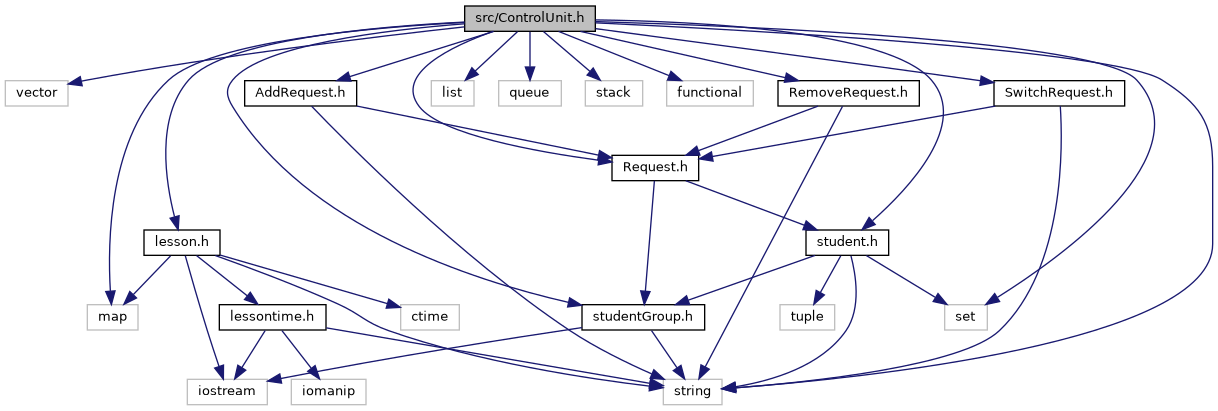 src/ControlUnit.h
vector
AddRequest.h
list
queue
stack
functional
RemoveRequest.h
SwitchRequest.h
Request.h
lesson.h
student.h
map
lessontime.h
ctime
studentGroup.h
tuple
set
iostream
iomanip
string